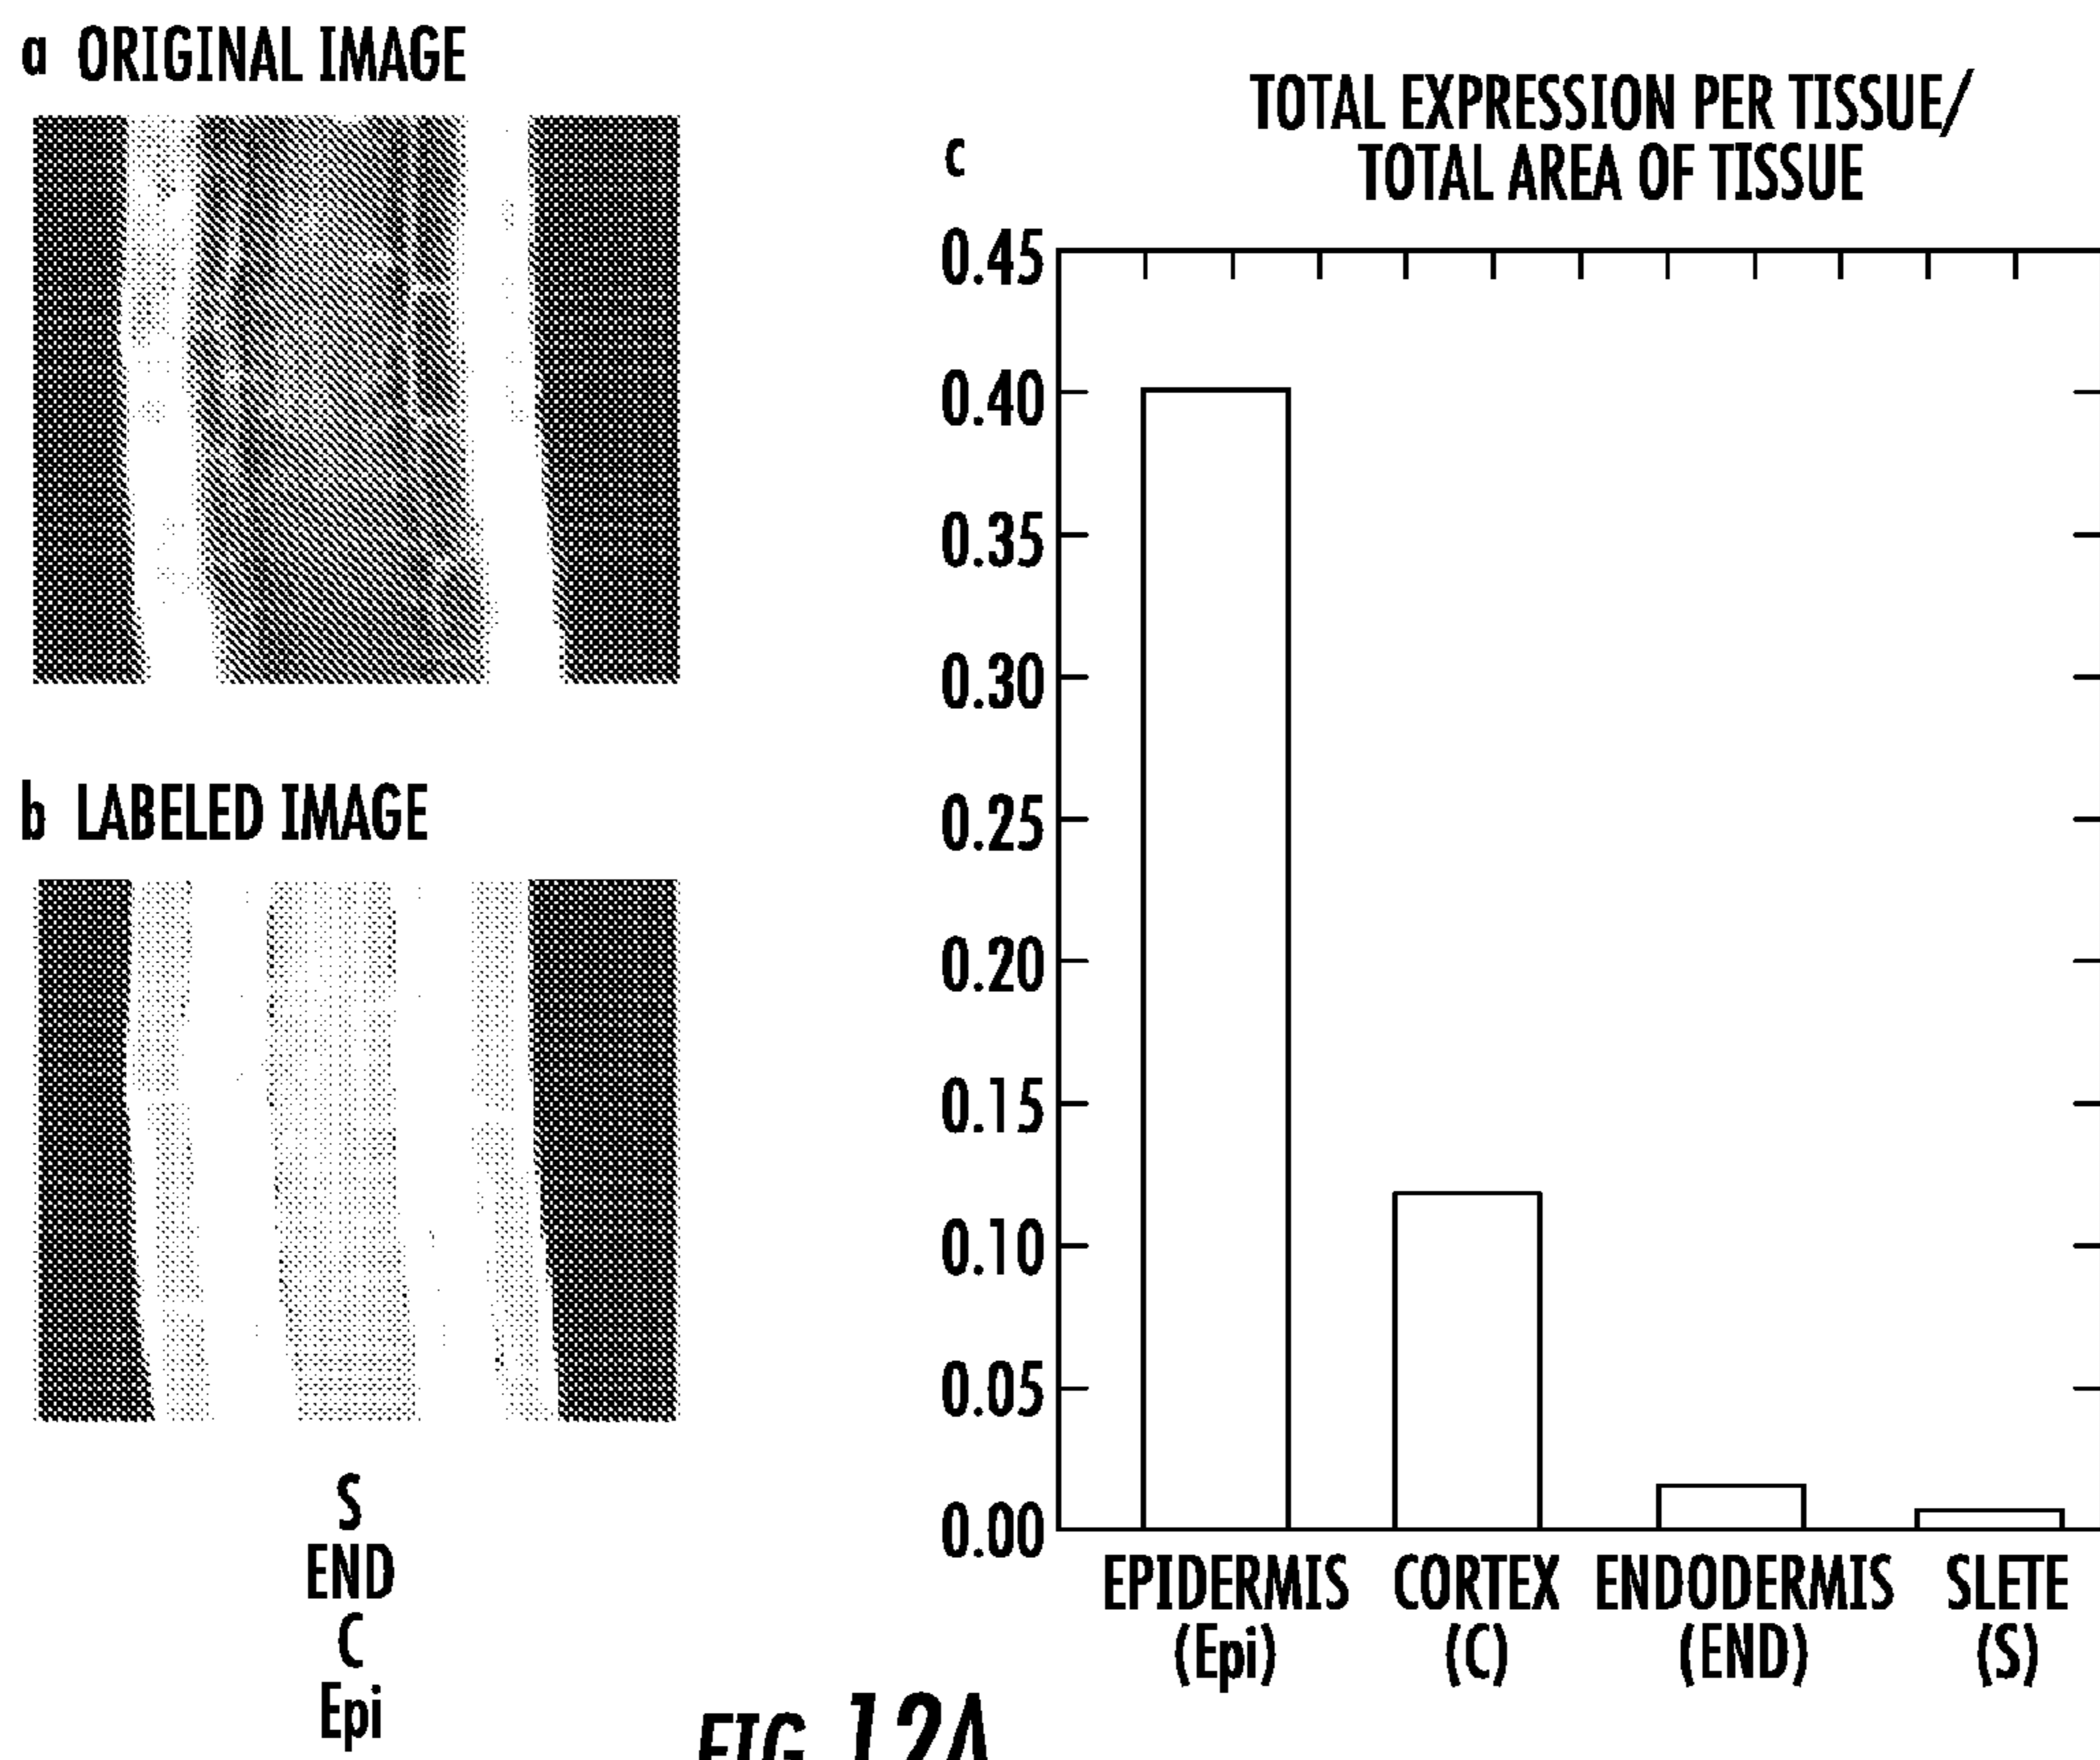 a ORIGINAL IMAGE
b LABELED IMAGE
S
END
C
Epi
c
TOTAL EXPRESSION PER TISSUE/
TOTAL AREA OF TISSUE
0.45
0.40
0.35
0.30
0.25
0.20
0.15
0.10
0.05
0.00
EPIDERMIS
(Epi)
CORTEX
(C)
ENDODERMIS
(END)
SLETE
(S)
FIG 12A